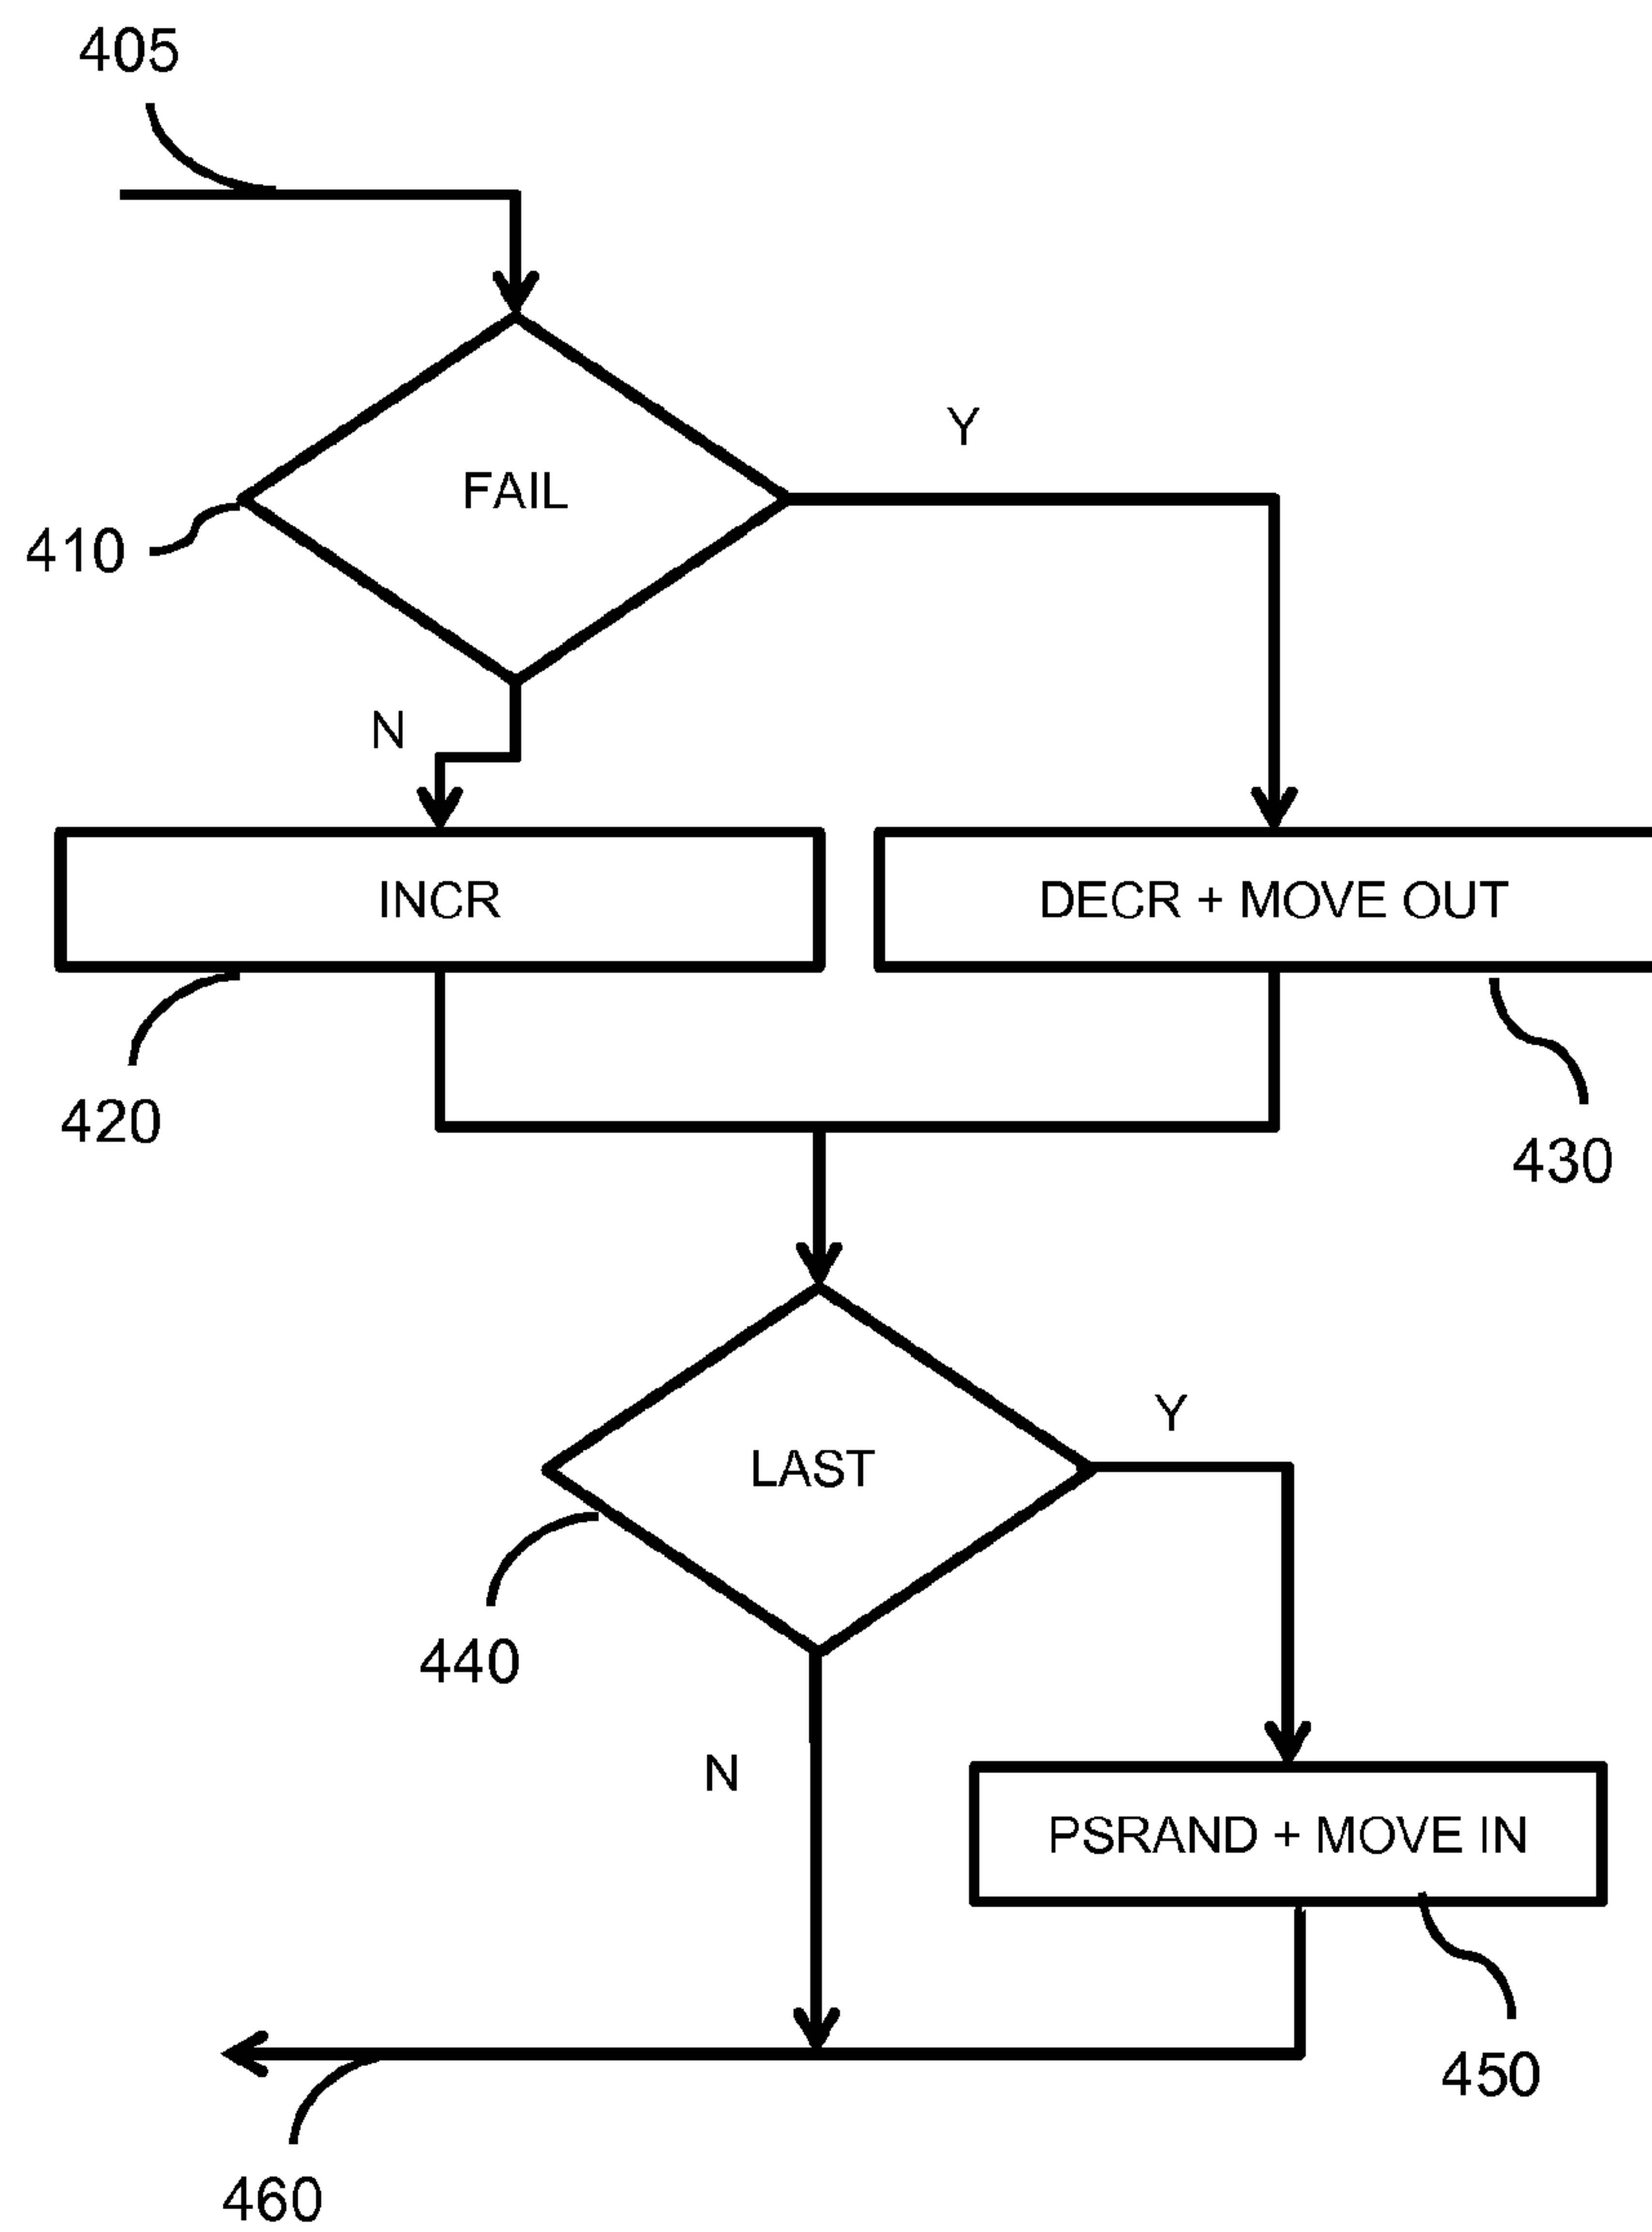 405
Y
FAIL
410
N
INCR
DECR + MOVE OUT
420
430
Y
LAST
440
N
PSRAND + MOVE IN
450
460